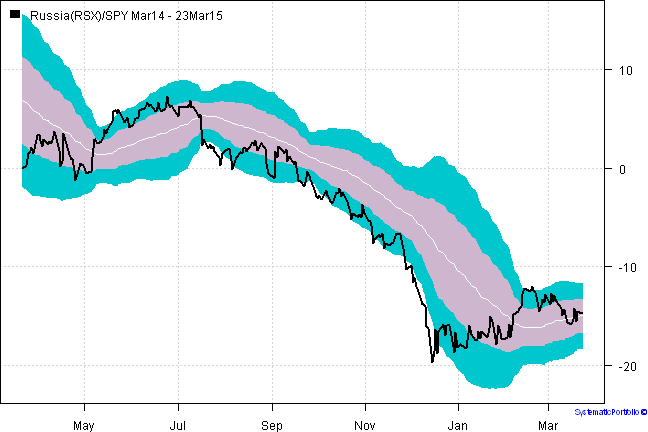 Russia(RSX)/SPY Mar14 - 23Mar15
10
0
-10
-20
May Jul Sep Nov Jan Mar
SystematicPortfolio ©